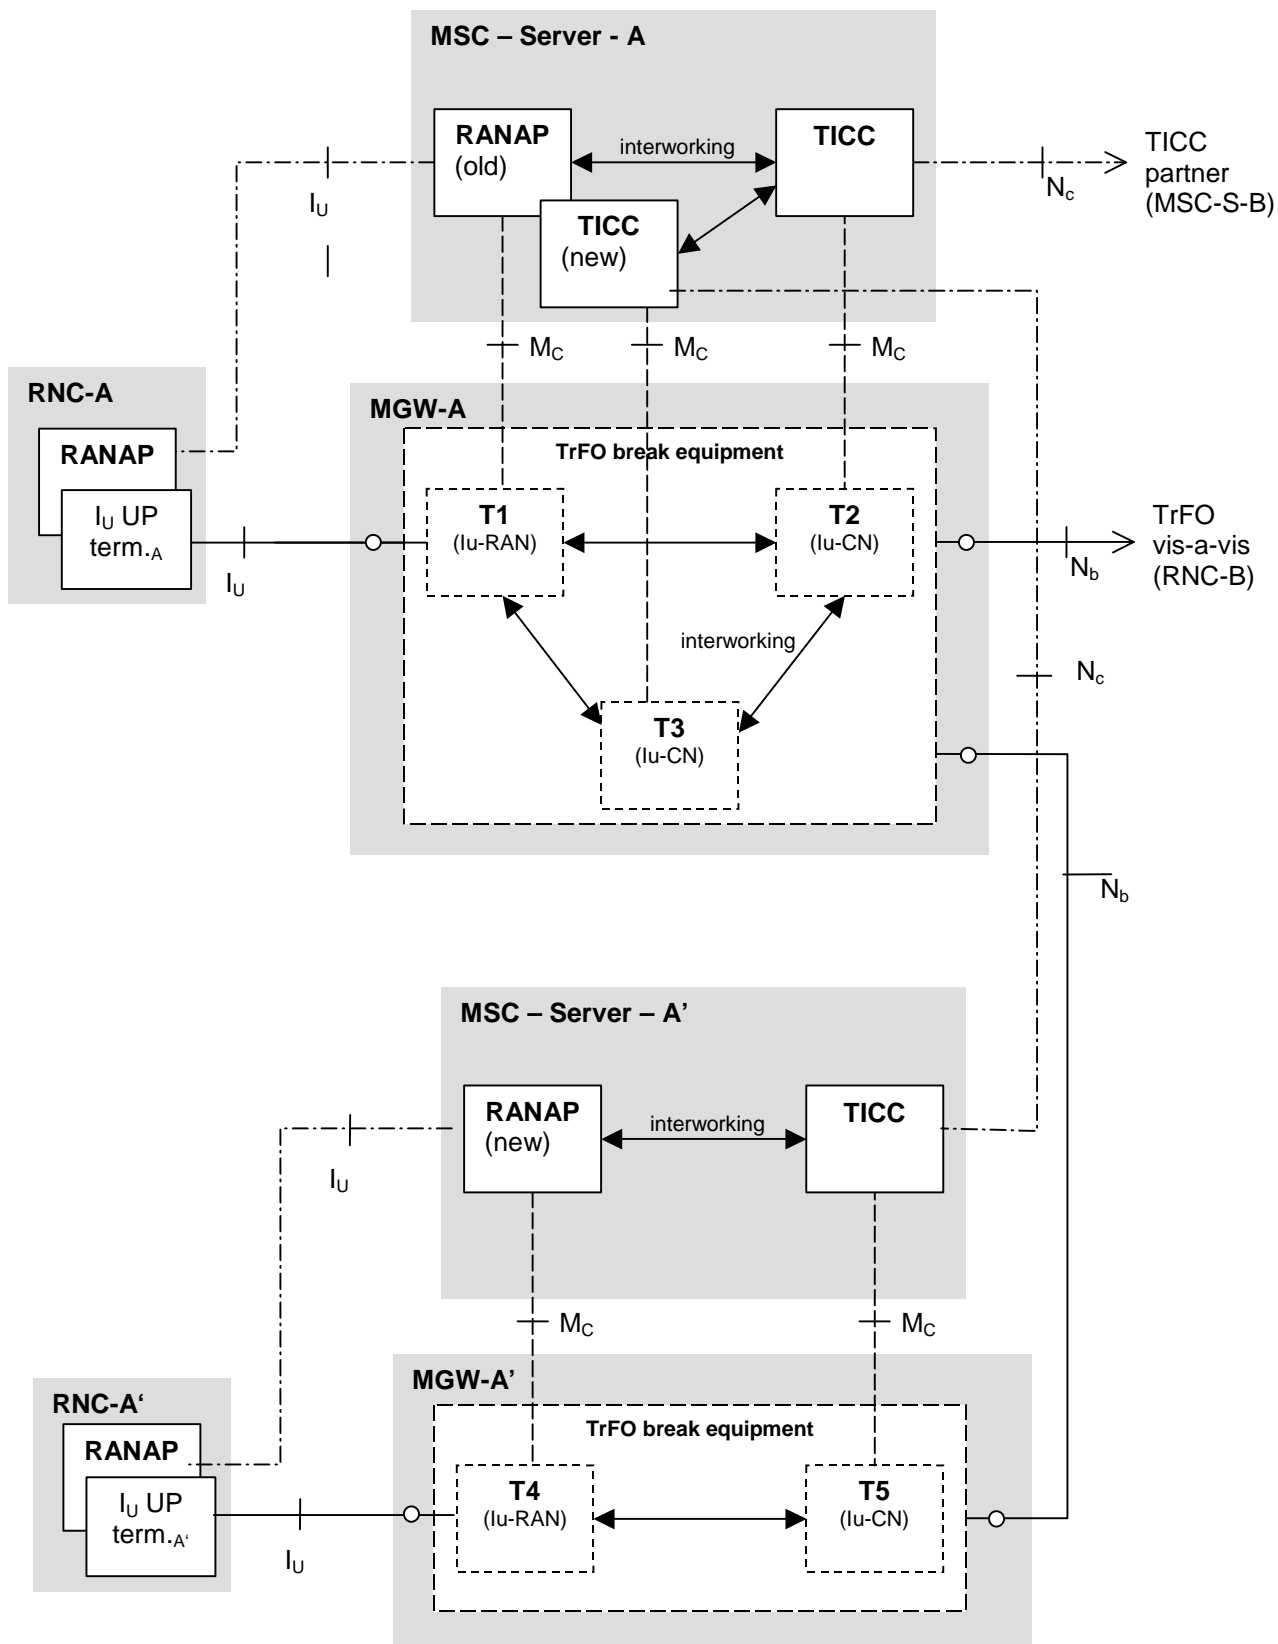 MSC – Server - A
RANAP
(old)
interworking
TICC
TICC
(new)
TICC
partner
(MSC-S-B)
Nc
IU
MC
MC
MC
RNC-A
RANAP
IU UP
term.A
IU
MGW-A
TrFO break equipment
T1
(Iu-RAN)
T2
(Iu-CN)
interworking
T3
(Iu-CN)
TrFO
vis-a-vis
(RNC-B)
Nb
Nc
Nb
MSC – Server – A’
RANAP
(new)
interworking
TICC
IU
MC
MC
RNC-A‘
RANAP
IU UP
term.A‘
IU
MGW-A’
TrFO break equipment
T4
(Iu-RAN)
T5
(Iu-CN)